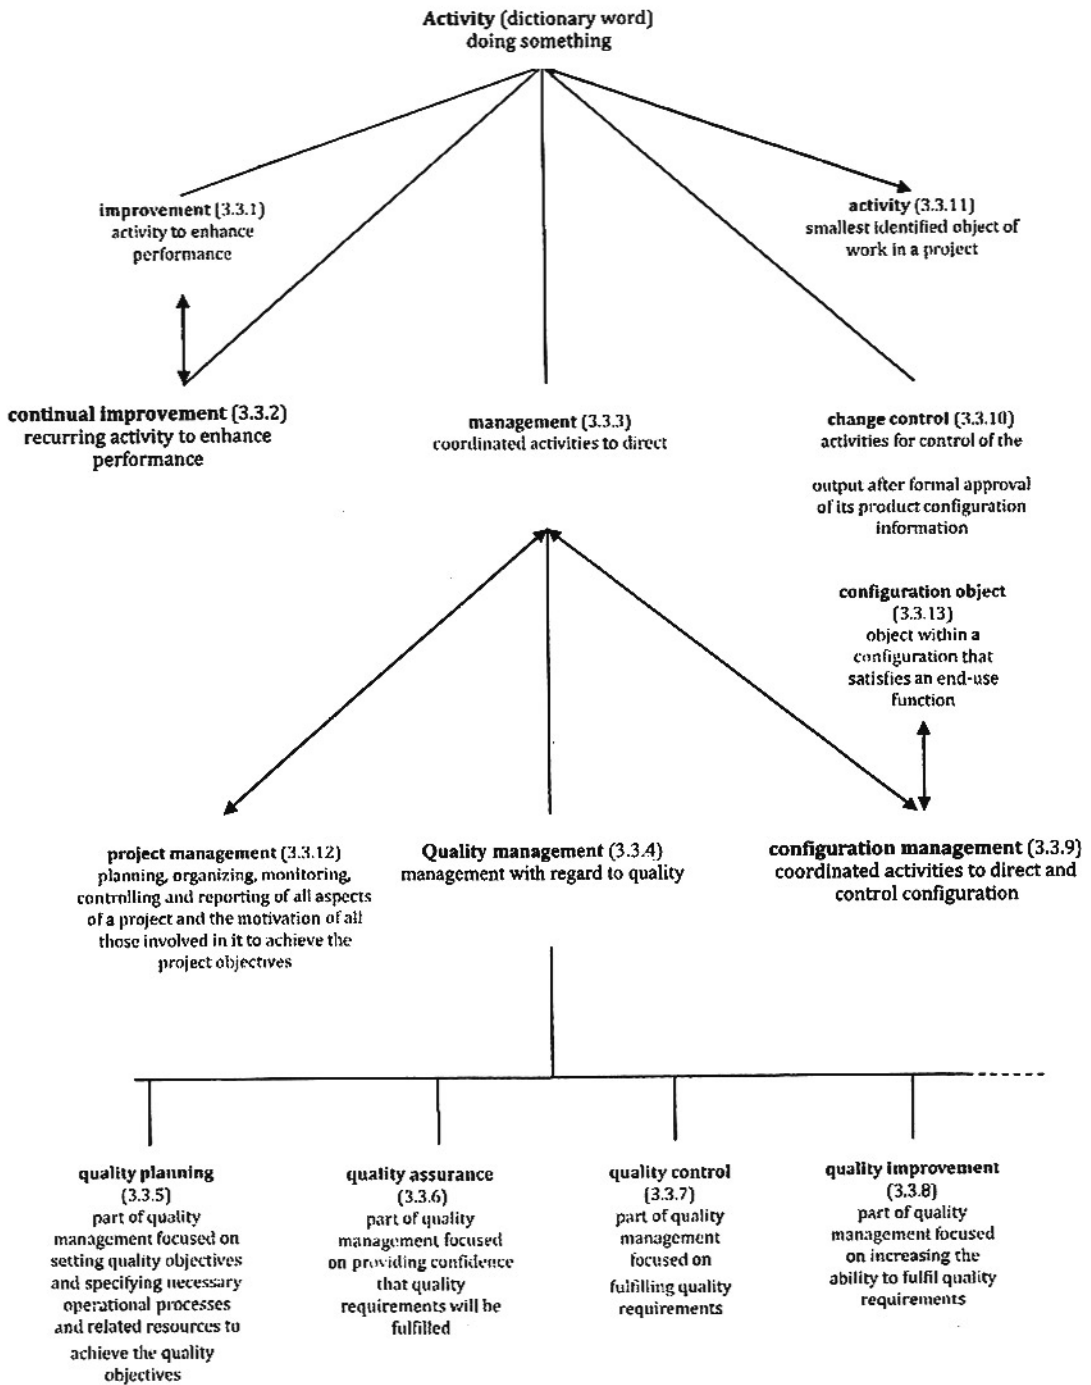 Activity (dictionary word)
doing something
improvement (3.3.1)
activity to enhance
performance
activity (3.3.11)
smallest identified object of
work in a project
continual improvement (3.3.2)
recurring activity to enhance
performance
management (3.3.3)
coordinated activities to direct
change control (3.3.10)
activities for control of the
output after formal approval
of its product configuration
information
configuration object
(3.3.13)
object within a
configuration that
satisfies an end-use
function
project management (3.3.12)
planning, organizing, monitoring,
controlling and reporting of all aspects
of a project and the motivation of all
those involved in it to achieve the
project objectives
Quality management (3.3.4)
management with regard to quality
configuration management (3.3.9)
coordinated activities to direct and
control configuration
quality planning
(3.3.5)
part of quality
management focused on
setting quality objectives
and specifying necessary
operational processes
and related resources to
achieve the quality
objectives
quality assurance
(3.3.6)
part of quality
management focused
on providing confidence
that quality
requirements will be
fulfilled
quality control
(3.3.7)
part of quality
management
focused on
fulfilling quality
requirements
quality improvement
(3.3.8)
part of quality
management focused
on increasing the
ability to fulfil quality
requirements